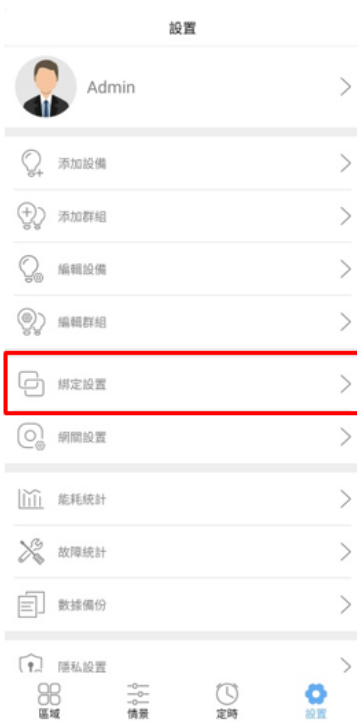 設置
Admin
添加設備
添加群組
編輯設備
編輯群組
綁定設置
網關設置
能耗統計
故障統計
數據備份
隱私設置
區域
情景
定時
設置